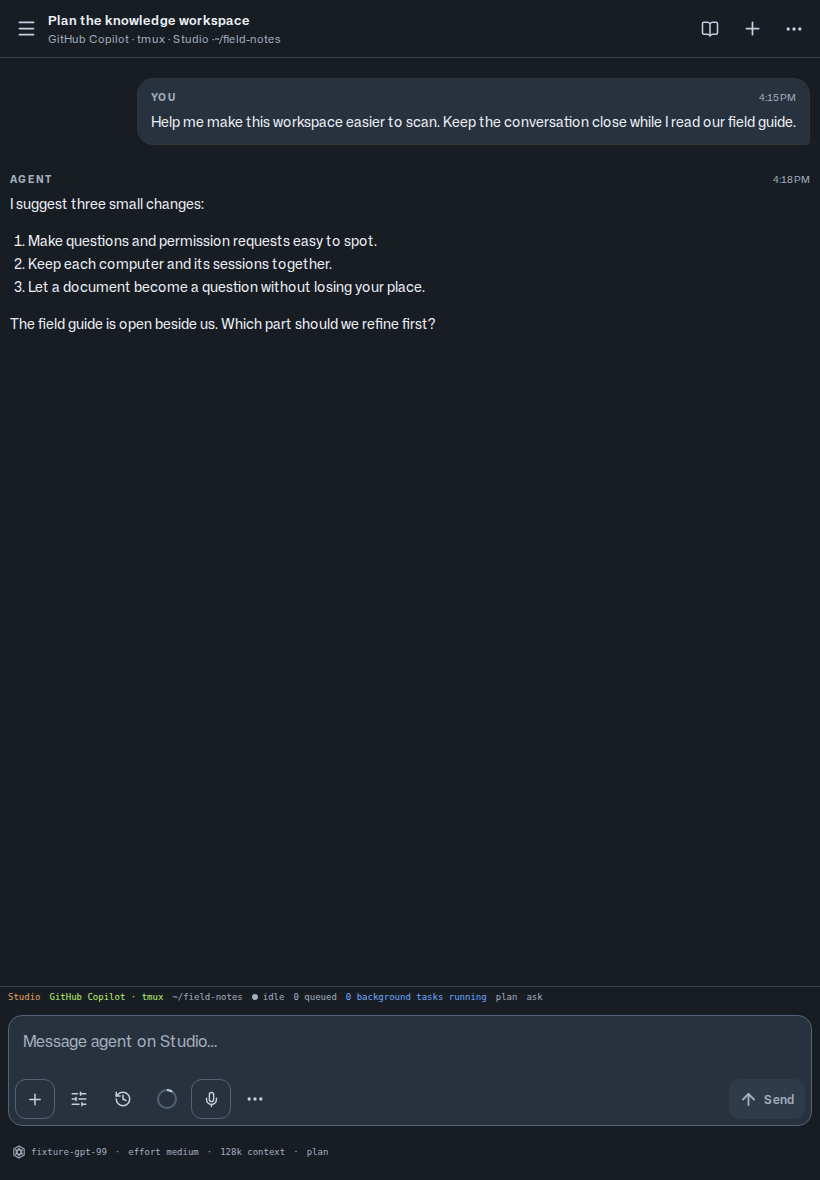 Plan the knowledge workspace
GitHub Copilot · tmux · Studio ·~/field-notes
YOU 4:15 PM
Help me make this workspace easier to scan. Keep the conversation close while I read our field guide.
AGENT 4:18 PM
I suggest three small changes:
1. Make questions and permission requests easy to spot.
2. Keep each computer and its sessions together.
3. Let a document become a question without losing your place.
The field guide is open beside us. Which part should we refine first?
Studio GitHub Copilot · tmux ~/field-notes idle 0 queued 0 background tasks running plan ask
Message agent on Studio…
Send
fixture-gpt-99 · effort medium · 128k context · plan